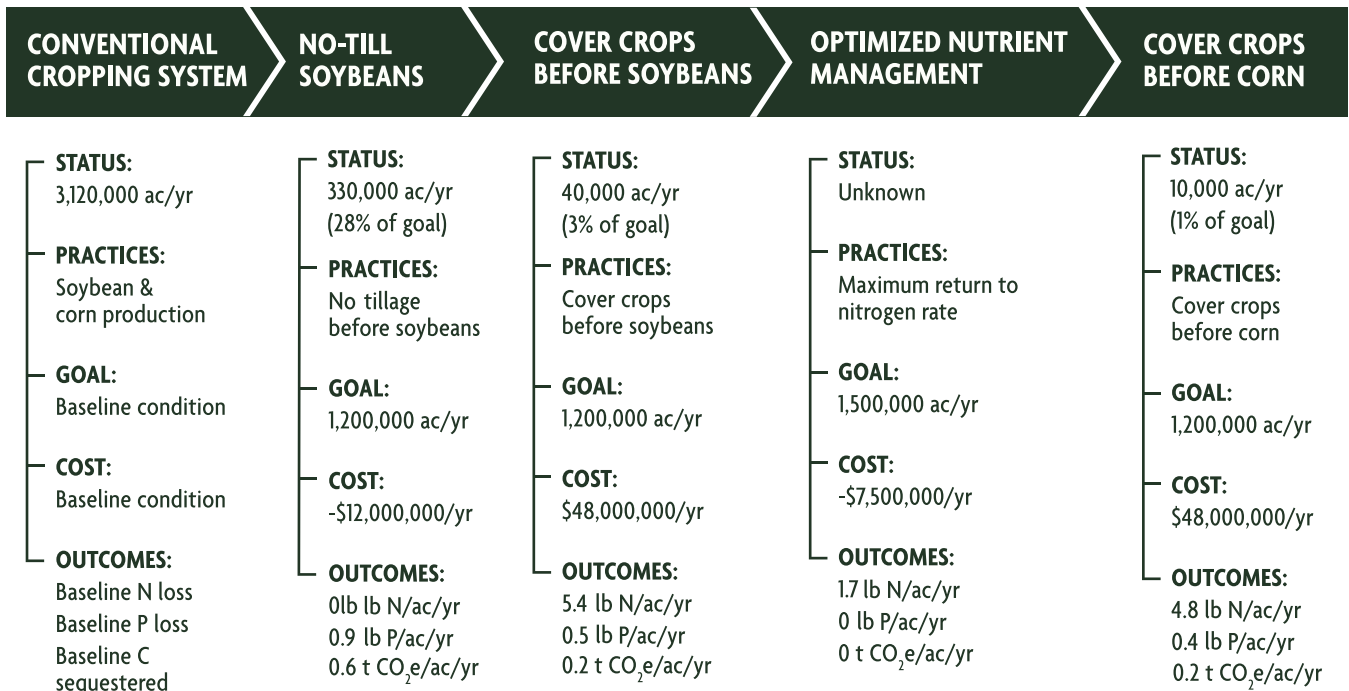 CONVENTIONAL
CROPPING SYSTEM
NO-TILL
SOYBEANS
COVER CROPS
BEFORE SOYBEANS
OPTIMIZED NUTRIENT
MANAGEMENT
COVER CROPS
BEFORE CORN
STATUS:
3,120,000 ac/yr
PRACTICES:
Soybean &
corn production
GOAL:
Baseline condition
COST:
Baseline condition
OUTCOMES:
Baseline N loss
Baseline P loss
Baseline C
sequestered
STATUS:
330,000 ac/yr
(28% of goal)
PRACTICES:
No tillage
before soybeans
GOAL:
1,200,000 ac/yr
COST:
-$12,000,000/yr
OUTCOMES:
0lb lb N/ac/yr
0.9 lb P/ac/yr
0.6 t CO₂e/ac/yr
STATUS:
40,000 ac/yr
(3% of goal)
PRACTICES:
Cover crops
before soybeans
GOAL:
1,200,000 ac/yr
COST:
$48,000,000/yr
OUTCOMES:
5.4 lb N/ac/yr
0.5 lb P/ac/yr
0.2 t CO₂e/ac/yr
STATUS:
Unknown
PRACTICES:
Maximum return to
nitrogen rate
GOAL:
1,500,000 ac/yr
COST:
-$7,500,000/yr
OUTCOMES:
1.7 lb N/ac/yr
0 lb P/ac/yr
0 t CO₂e/ac/yr
STATUS:
10,000 ac/yr
(1% of goal)
PRACTICES:
Cover crops
before corn
GOAL:
1,200,000 ac/yr
COST:
$48,000,000/yr
OUTCOMES:
4.8 lb N/ac/yr
0.4 lb P/ac/yr
0.2 t CO₂e/ac/yr